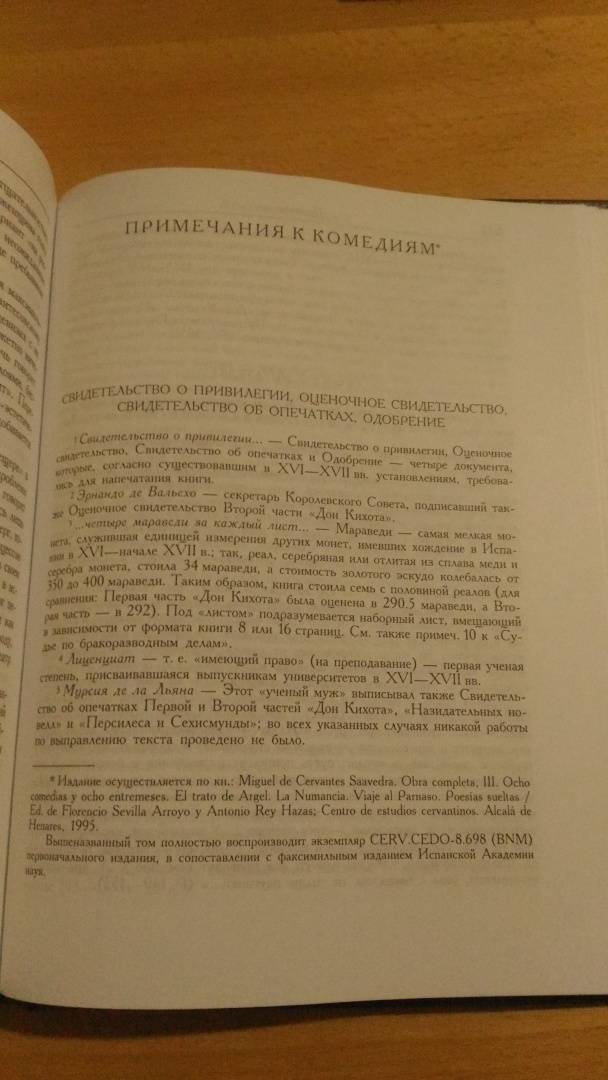 ПРИМЕЧАНИЯ К КОМЕДИЯМ*
СВИДЕТЕЛЬСТВО О ПРИВИЛЕГИИ, ОЦЕНОЧНОЕ СВИДЕТЕЛЬСТВО,
СВИДЕТЕЛЬСТВО ОБ ОПЕЧАТКАХ, ОДОБРЕНИЕ
1 Свидетельство о привилегии... — Свидетельство о привилегии, Оценочное
свидетельство, Свидетельство об опечатках и Одобрение — четыре документа,
которые, согласно существовавшим в XVI—XVII вв. установлениям, требова-
лись для напечатания книги.
2 Эрнандо де Вальехо — секретарь Королевского Совета, подписавший так-
же Оценочное свидетельство Второй части «Дон Кихота».
3 ...четыре мараведи за каждый лист... — Мараведи — самая мелкая мо-
нета, служившая единицей измерения других монет, имевших хождение в Испа-
нии в XVI—начале XVII в.; так, реал, серебряная или отлитая из сплава меди и
серебра монета, стоила 34 мараведи, а стоимость золотого эскудо колебалась от
350 до 400 мараведи. Таким образом, книга стоила семь с половиной реалов (для
сравнения: Первая часть «Дон Кихота» была оценена в 290.5 мараведи, а Вто-
рая часть — в 292). Под «листом» подразумевается наборный лист, вмещающий
в зависимости от формата книги 8 или 16 страниц. См. также примеч. 10 к «Су-
дье по бракоразводным делам».
4 Лиценциат — т. е. «имеющий право» (на преподавание) — первая ученая
степень, присваивавшаяся выпускникам университетов в XVI—XVII вв.
5 Мурсия де ла Льяна — Этот «ученый муж» выписывал также Свидетель-
ство об опечатках Первой и Второй частей «Дон Кихота», «Назидательных но-
велл» и «Персилеса и Сехисмунды»; во всех указанных случаях никакой работы
по выправлению текста проведено не было.
* Издание осуществляется по кн.: Miguel de Cervantes Saavedra. Obra completa, III. Ocho
comedias y ocho entremeses. El trato de Argel. La Numancia. Viaje al Parnaso. Poesías sueltas /
Ed. de Florencio Sevilla Arroyo y Antonio Rey Hazas; Centro de estudios cervantinos. Alcalá de
Henares, 1995.
Вышеназванный том полностью воспроизводит экземпляр CERV.CEDO-8.698 (BNM)
первоначального издания, в сопоставлении с факсимильным изданием Испанской Академии
наук.